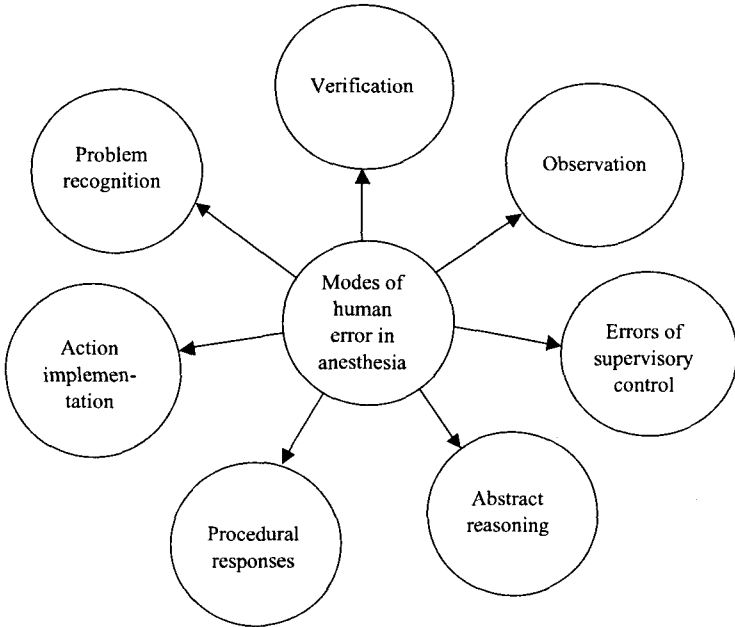 Verification
Problem
recognition
Observation
Modes of
human
error in
anesthesia
Action
implemen-
tation
Errors of
supervisory
control
Procedural
responses
Abstract
reasoning